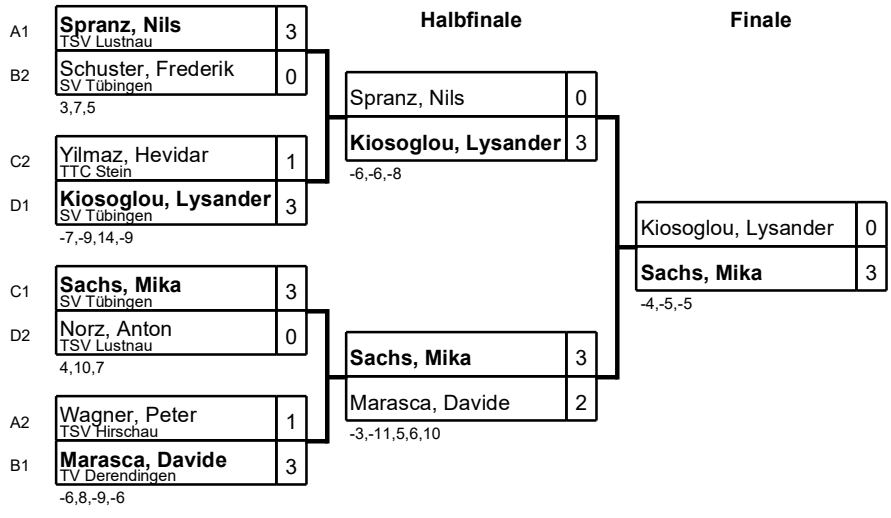 Halbfinale
Finale
A1 Spranz, Nils 3
TSV Lustnau
B2 Schuster, Frederik 0
SV Tübingen
3,7,5
C2 Yilmaz, Hevidar 1
TTC Stein
D1 Kiosoglou, Lysander 3
SV Tübingen
-7,-9,14,-9
C1 Sachs, Mika 3
SV Tübingen
D2 Norz, Anton 0
TSV Lustnau
4,10,7
A2 Wagner, Peter 1
TSV Hirschau
B1 Marasca, Davide 3
TV Derendingen
-6,8,-9,-6
Spranz, Nils 0
Kiosoglou, Lysander 3
-6,-6,-8
Sachs, Mika 3
Marasca, Davide 2
-3,-11,5,6,10
Kiosoglou, Lysander 0
Sachs, Mika 3
-4,-5,-5